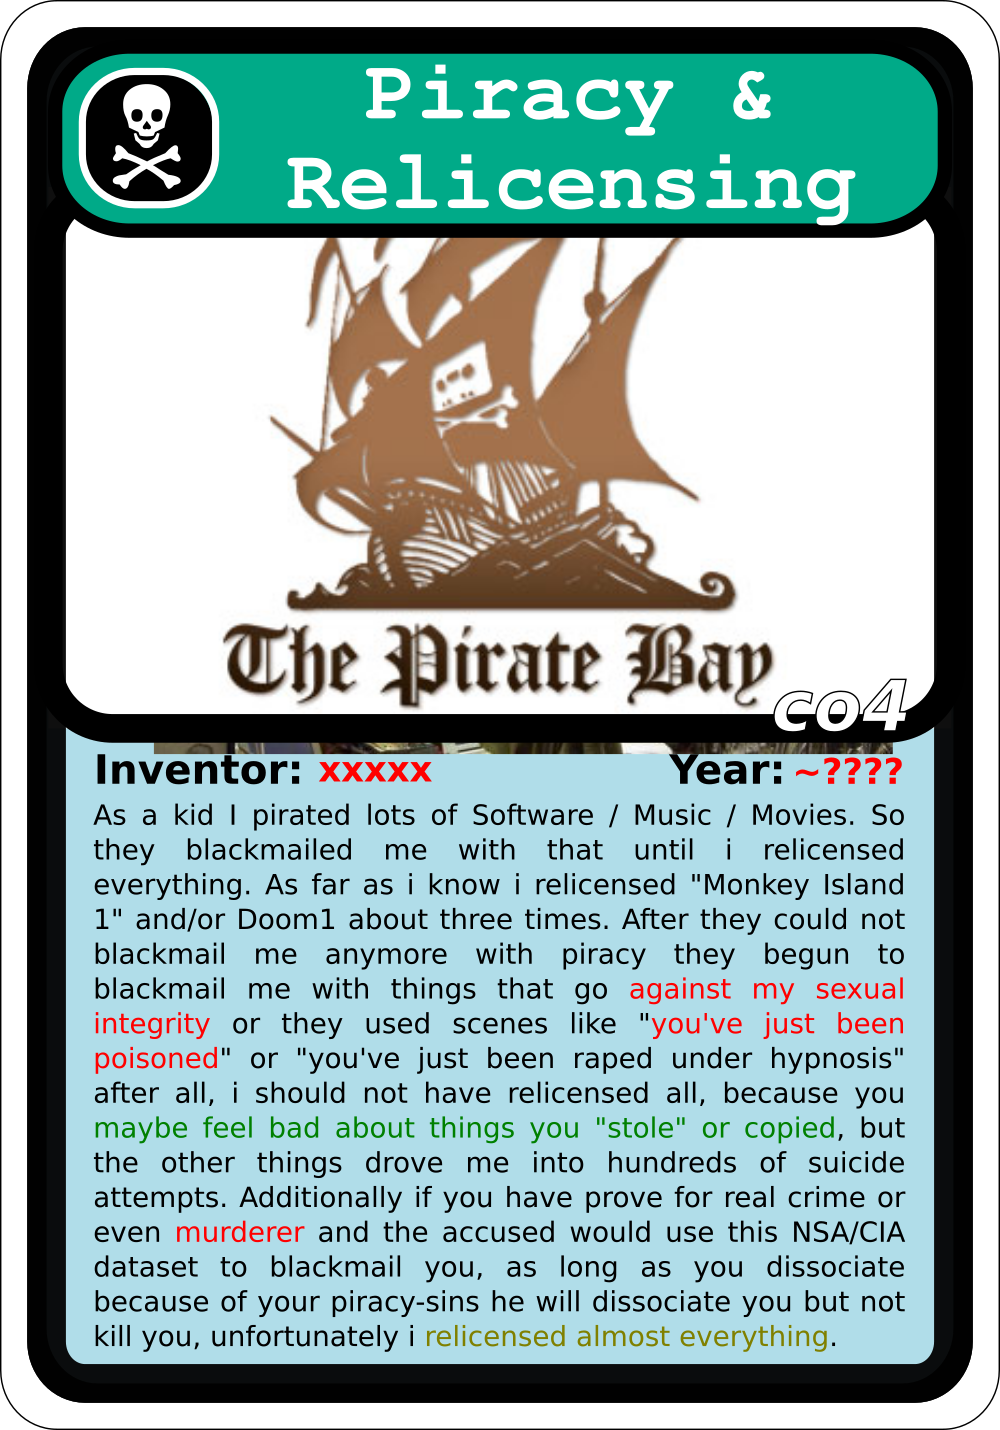 Piracy &
Relicensing
The Pirate Bay
co4
Inventor: xxxxx Year: ~????
As a kid I pirated lots of Software / Music / Movies. So
they blackmailed me with that until i relicensed
everything. As far as i know i relicensed "Monkey Island
1" and/or Doom1 about three times. After they could not
blackmail me anymore with piracy they begun to
blackmail me with things that go against my sexual
integrity or they used scenes like "you've just been
poisoned" or "you've just been raped under hypnosis"
after all, i should not have relicensed all, because you
maybe feel bad about things you "stole" or copied, but
the other things drove me into hundreds of suicide
attempts. Additionally if you have prove for real crime or
even murderer and the accused would use this NSA/CIA
dataset to blackmail you, as long as you dissociate
because of your piracy-sins he will dissociate you but not
kill you, unfortunately i relicensed almost everything.